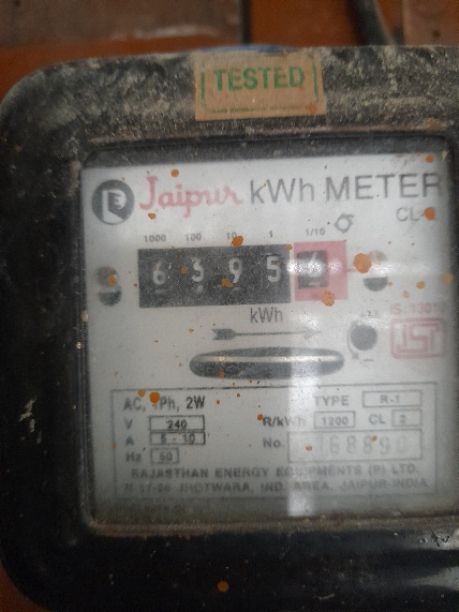 TESTED
Jaipur kWh METER
CL
1000 100 10 1 1/10
6 3 9 5
kWh
AC, 1Ph, 2W
TYPE R-1
V 240
R/kWh 1200 CL 2
A 5 - 10
No.
Hz 50
RAJASTHAN ENERGY EQUIPMENTS (P) LTD.
JHOTWARA, IND. AREA, JAIPUR-INDIA